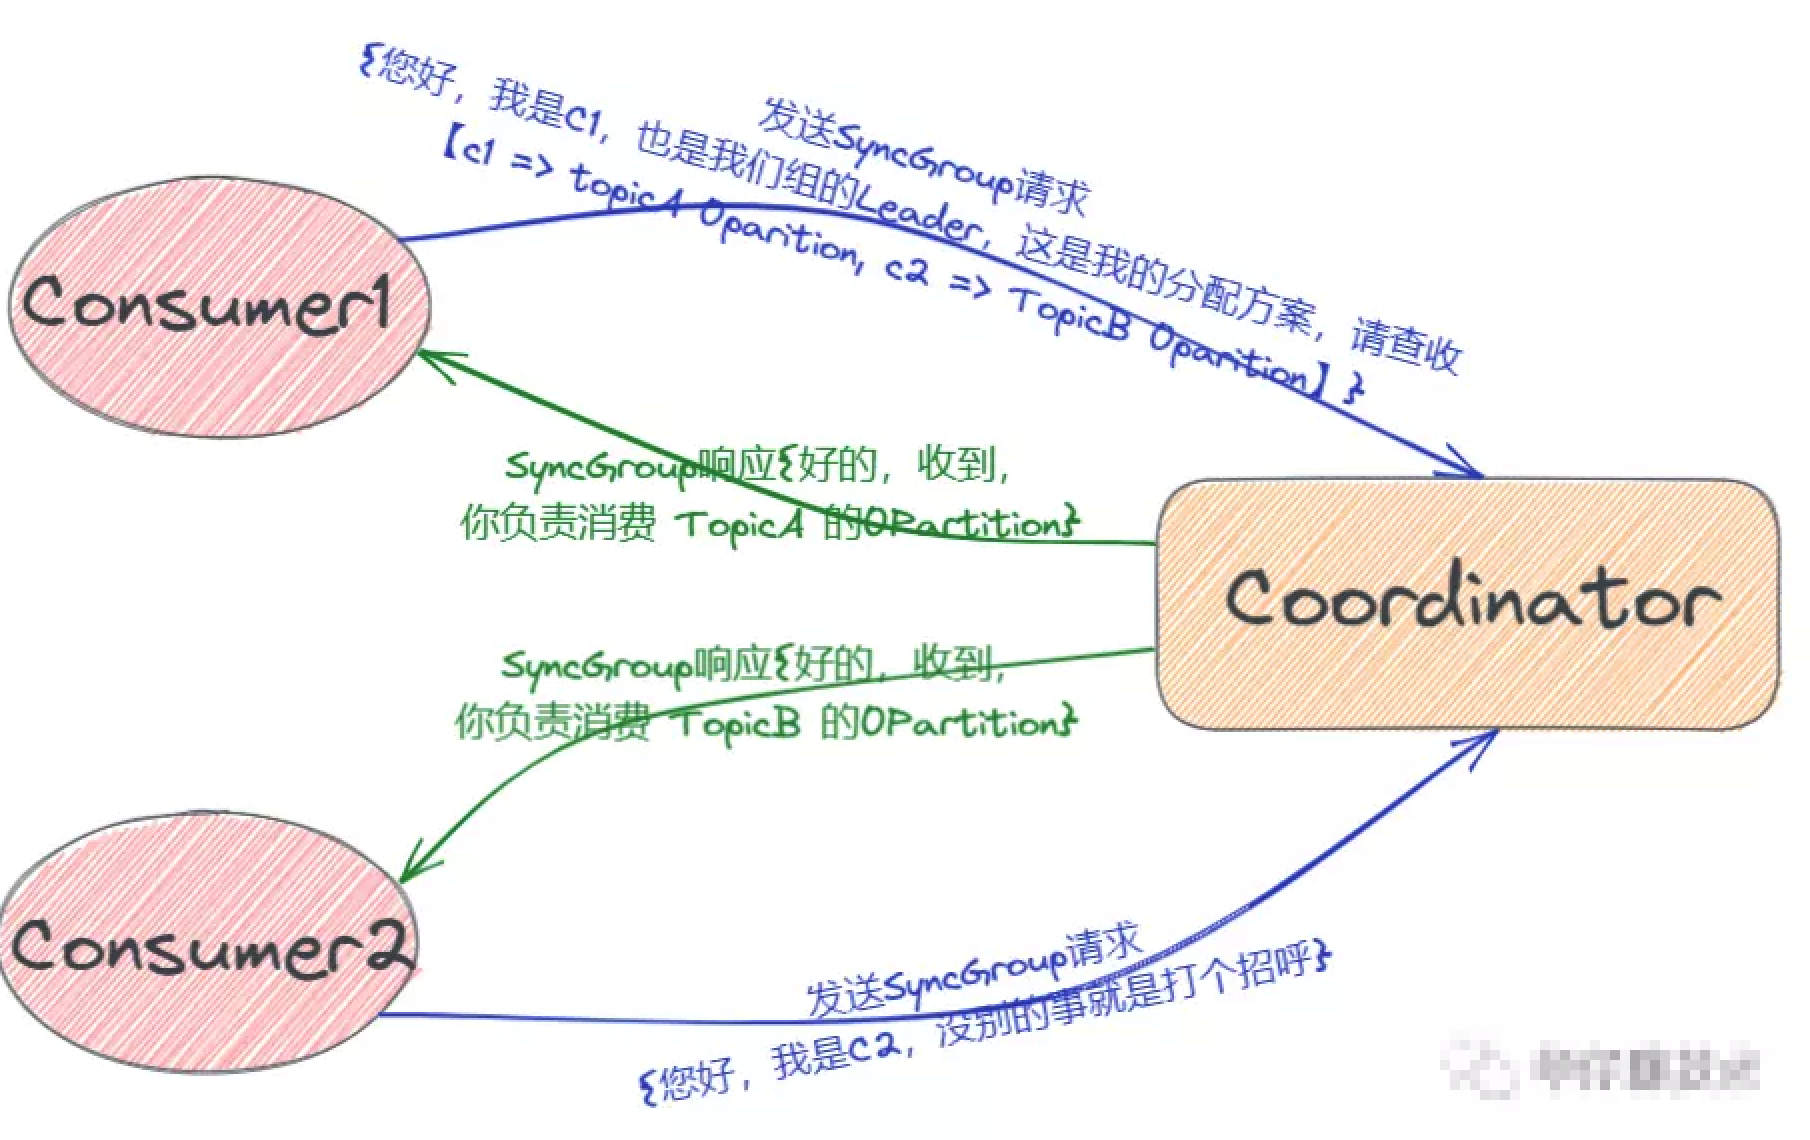 发送SyncGroup请求
{您好，我是C1，也是我们组的Leader，这是我的分配方案，请查收
【c1 => topicA 0parition, c2 => TopicB 0parition】}
Consumer1
SyncGroup响应{好的，收到，
你负责消费 TopicA 的0Partition}
Coordinator
SyncGroup响应{好的，收到，
你负责消费 TopicB 的0Partition}
Consumer2
发送SyncGroup请求
{您好，我是C2，没别的事就是打个招呼}